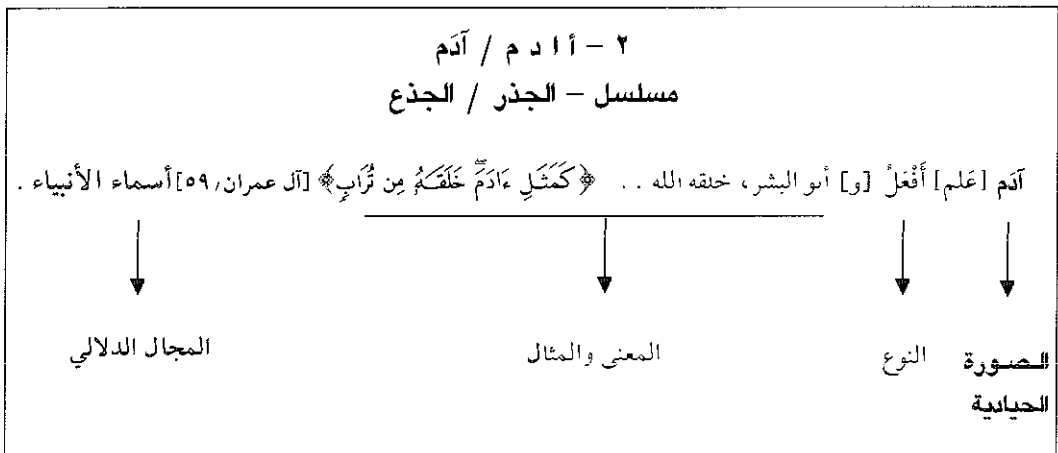 ٢ – أ ا د م / آدَم
مسلسل – الجذر / الجذع
آدَم [عَلم] أَفْعَلُ [و] أبو البشر، خلقه الله .. ﴿كَمَثَلِ ءَادَمَۖ خَلَقَهُۥ مِن تُرَابٍ﴾ [آل عمران، ٥٩] أسماء الأنبياء .
الصورة الحيادية
النوع
المعنى والمثال
المجال الدلالي